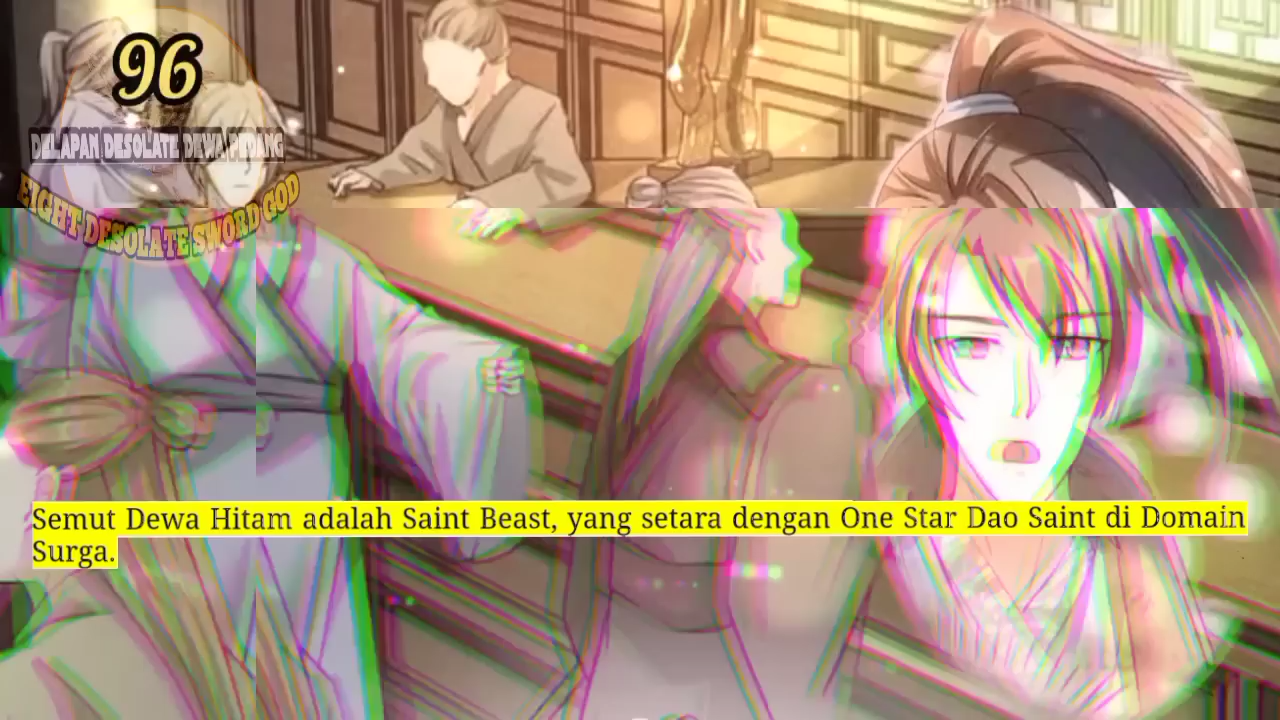 96
DELAPAN DESOLATE DEWA PEDANG
EIGHT DESOLATE SWORD GOD
Semut Dewa Hitam adalah Saint Beast, yang setara dengan One Star Dao Saint di Domain
Surga.